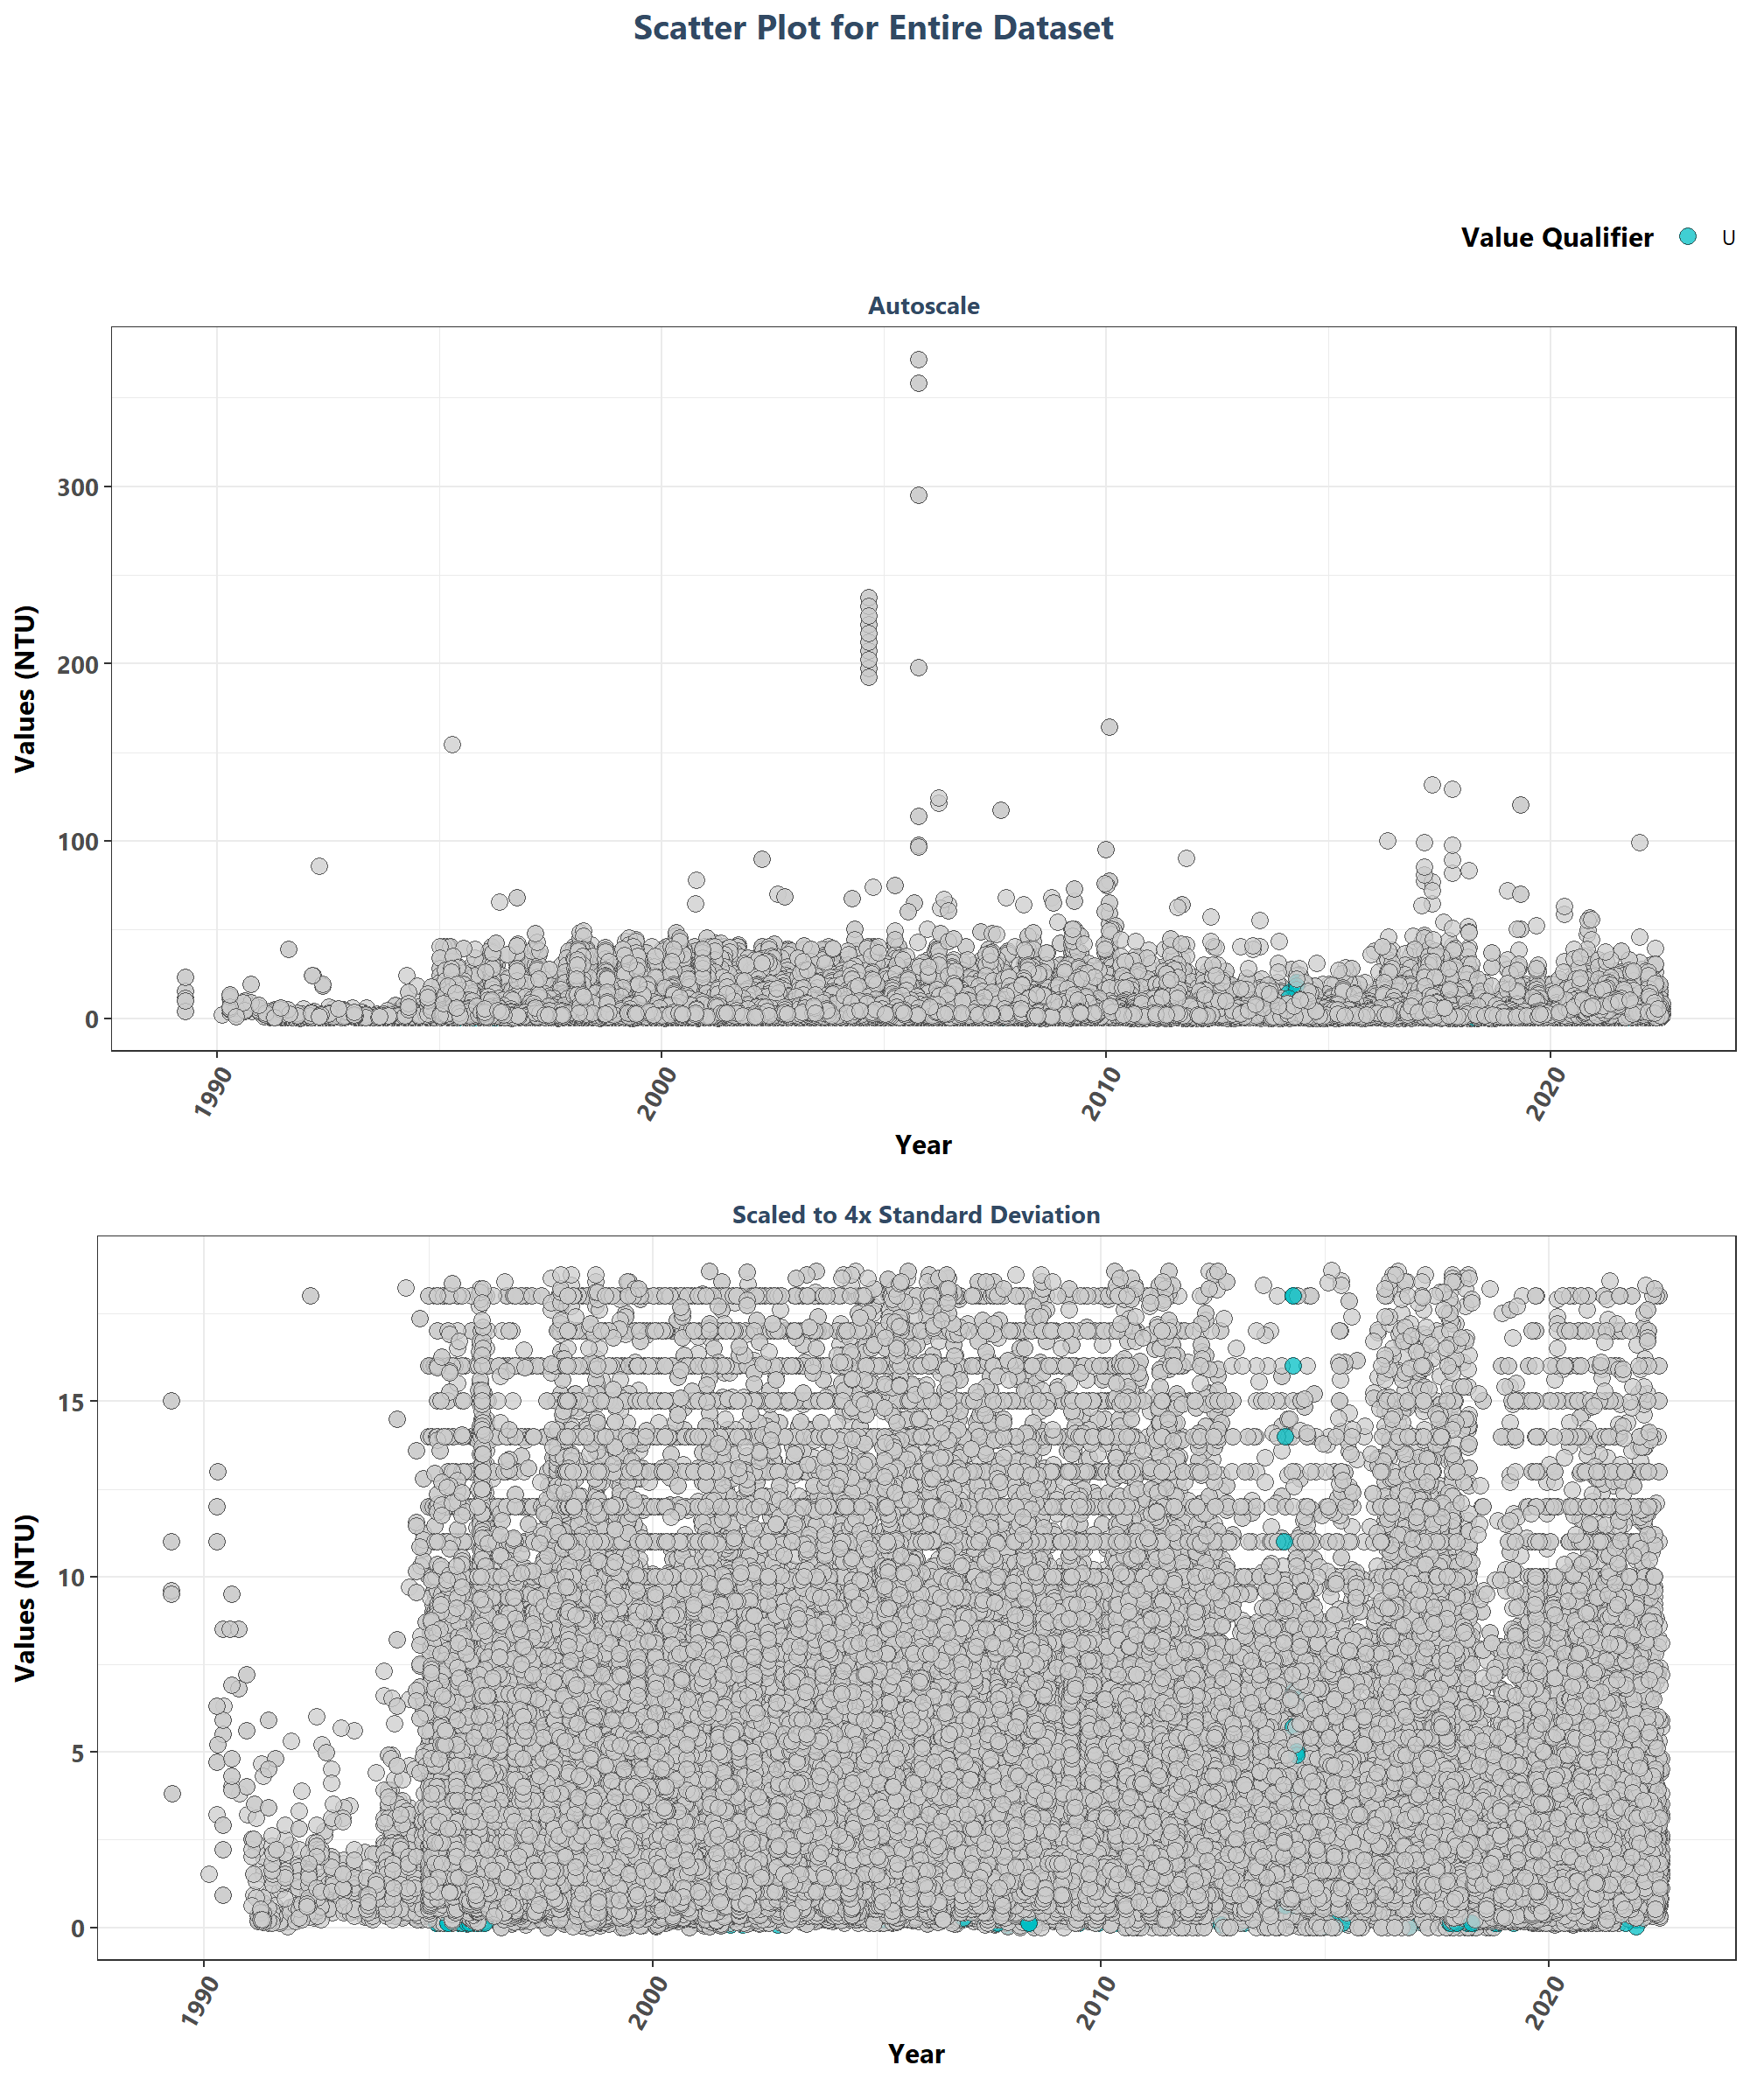 Scatter Plot for Entire Dataset
Value Qualifier U
Autoscale
Values (NTU)
300
200
100
0
1990 2000 2010 2020
Year
Scaled to 4x Standard Deviation
Values (NTU)
15
10
5
0
1990 2000 2010 2020
Year